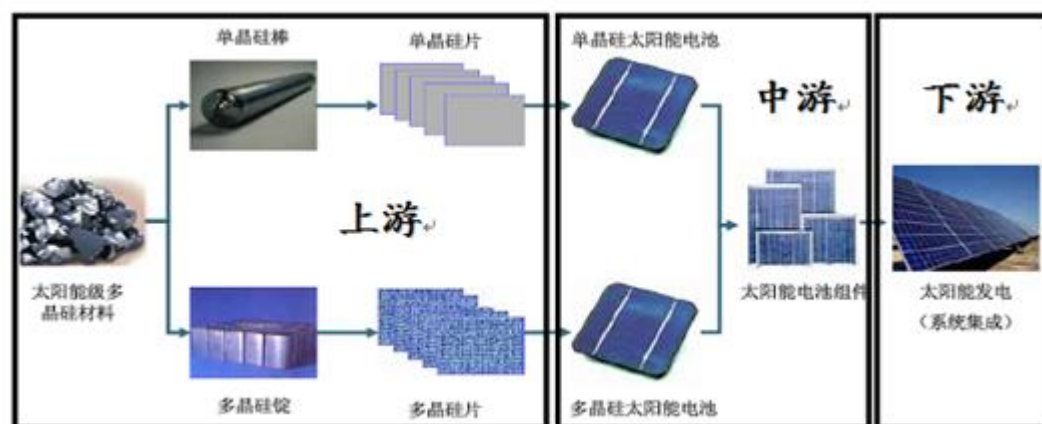 单晶硅棒
单晶硅片
单晶硅太阳能电池
中游
下游
上游
太阳能级多
晶硅材料
太阳能电池组件
太阳能发电
（系统集成）
多晶硅锭
多晶硅片
多晶硅太阳能电池